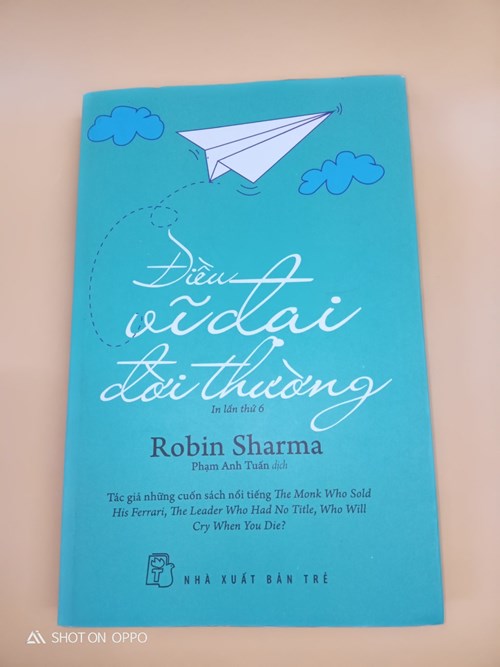 Điều
vĩ đại
đời thường
In lần thứ 6
Robin Sharma
Phạm Anh Tuấn dịch
Tác giả những cuốn sách nổi tiếng The Monk Who Sold
His Ferrari, The Leader Who Had No Title, Who Will
Cry When You Die?
NHÀ XUẤT BẢN TRẺ
SHOT ON OPPO